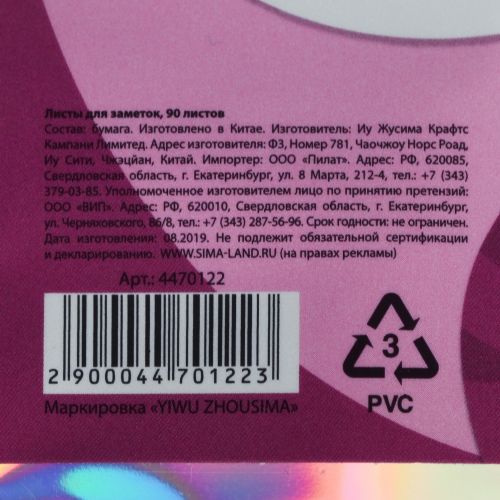 Листы для заметок, 90 листов
Состав: бумага. Изготовлено в Китае. Изготовитель: Иу Жусима Крафтс
Кампани Лимитед. Адрес изготовителя: Ф3, Номер 781, Чаочжоу Норс Роад,
Иу Сити, Чжэцйан, Китай. Импортер: ООО «Пилат». Адрес: РФ, 620085,
Свердловская область, г. Екатеринбург, ул. 8 Марта, 212-4, тел.: +7 (343)
379-03-85. Уполномоченное изготовителем лицо по принятию претензий:
ООО «ВИП». Адрес: РФ, 620010, Свердловская область, г. Екатеринбург,
ул. Черняховского, 86/8, тел.: +7 (343) 287-56-96. Срок годности: не ограничен.
Дата изготовления: 08.2019. Не подлежит обязательной сертификации
и декларированию. WWW.SIMA-LAND.RU (на правах рекламы)
Арт.: 4470122
2 900044 701223
Маркировка «YIWU ZHOUSIMA»
3
PVC